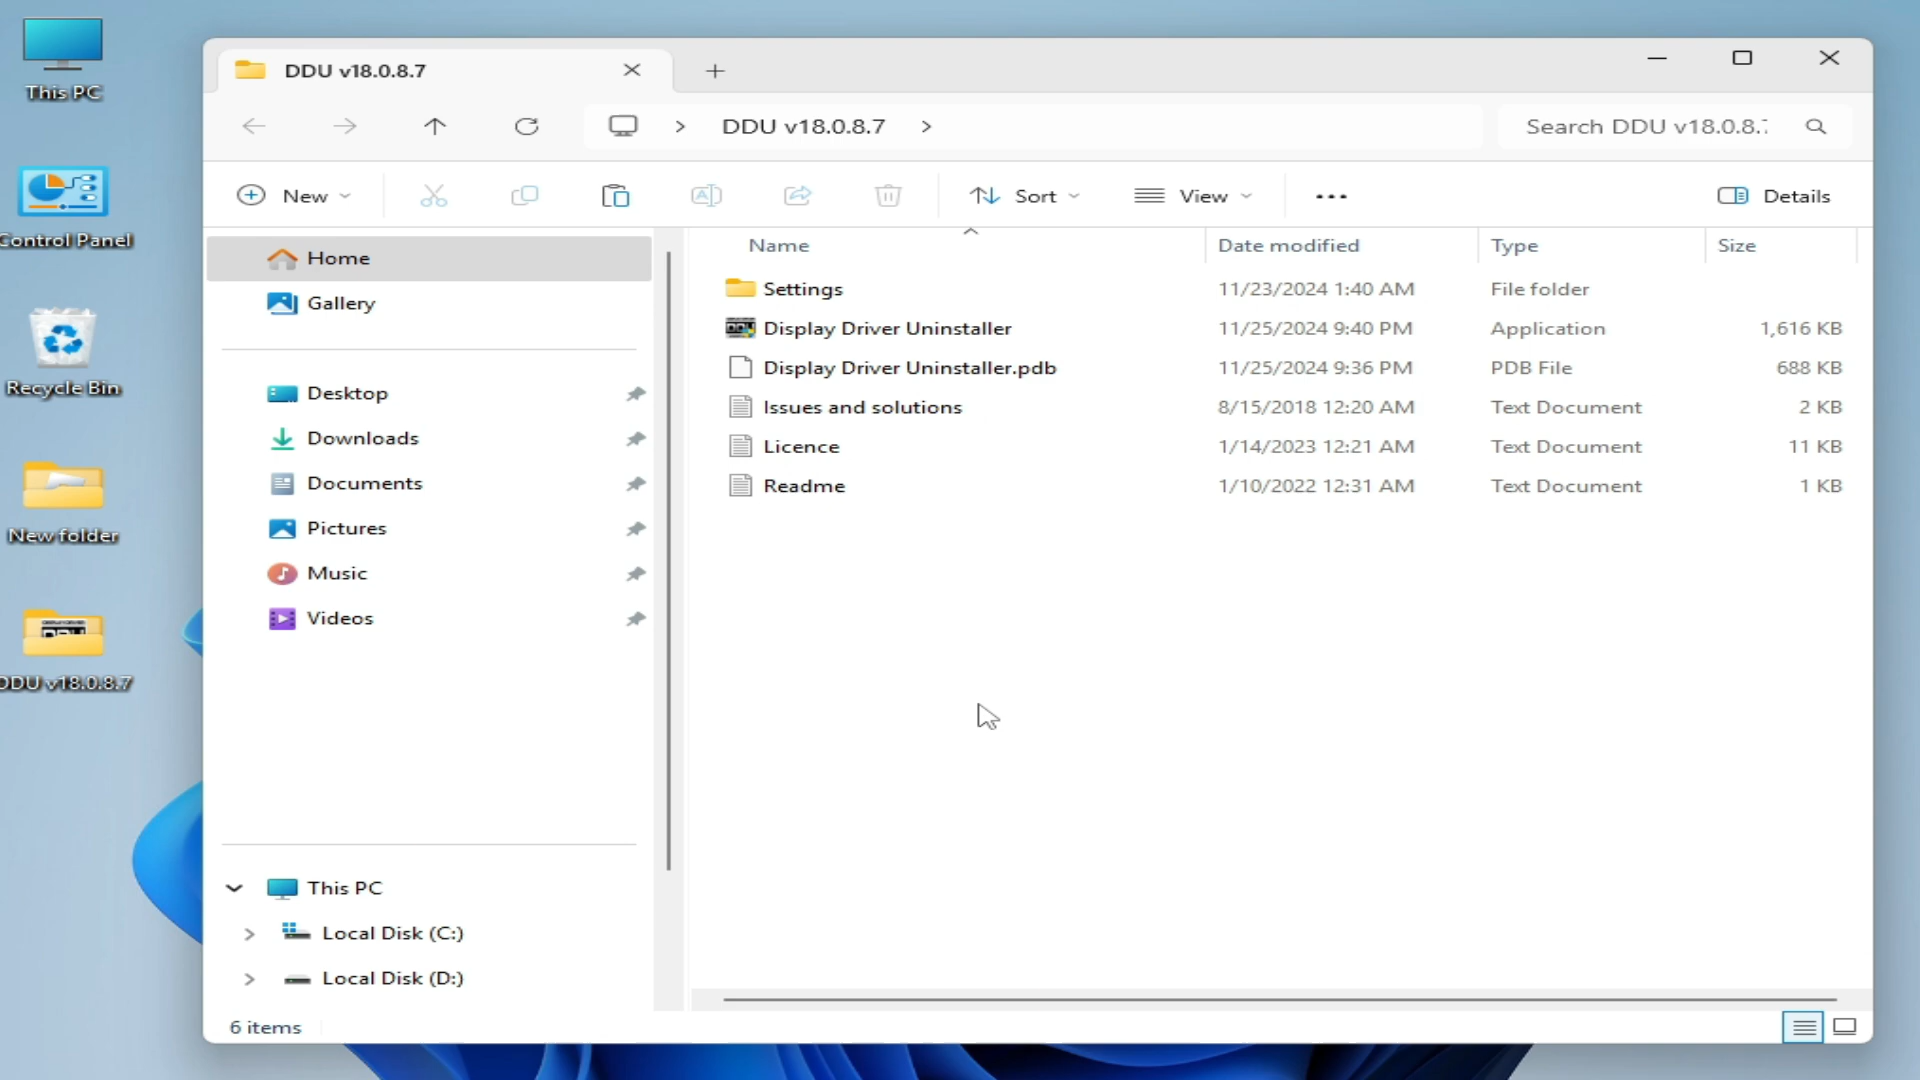 This PC
Control Panel
Recycle Bin
New folder
DDU v18.0.8.7
DDU v18.0.8.7
DDU v18.0.8.7
Search DDU v18.0.8.
New
Sort
View
Details
Home
Gallery
Desktop
Downloads
Documents
Pictures
Music
Videos
This PC
Local Disk (C:)
Local Disk (D:)
Name Date modified Type Size
Settings 11/23/2024 1:40 AM File folder
Display Driver Uninstaller 11/25/2024 9:40 PM Application 1,616 KB
Display Driver Uninstaller.pdb 11/25/2024 9:36 PM PDB File 688 KB
Issues and solutions 8/15/2018 12:20 AM Text Document 2 KB
Licence 1/14/2023 12:21 AM Text Document 11 KB
Readme 1/10/2022 12:31 AM Text Document 1 KB
6 items